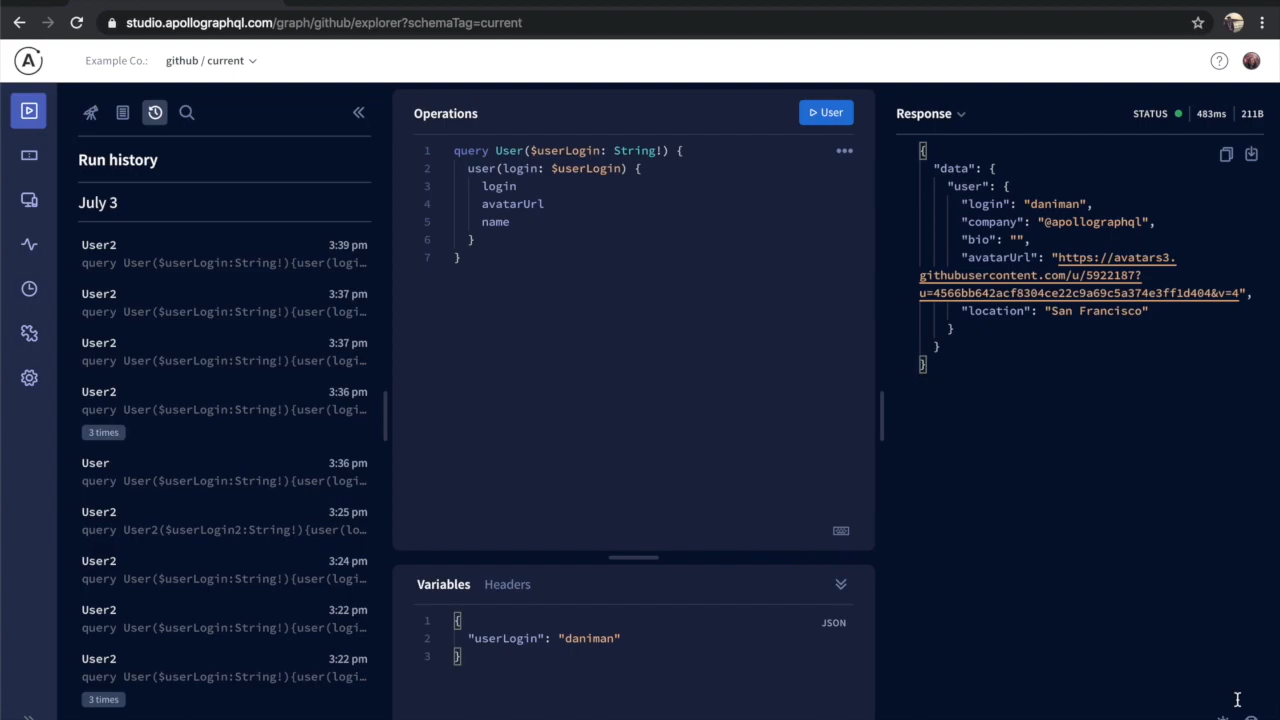 studio.apollographql.com/graph/github/explorer?schemaTag=current
A
Example Co.: github / current
?
Run history
July 3
User2 3:39 pm
query User($userLogin:String!){user(logi…
User2 3:37 pm
query User($userLogin:String!){user(logi…
User2 3:37 pm
query User($userLogin:String!){user(logi…
User2 3:36 pm
query User($userLogin:String!){user(logi…
3 times
User 3:36 pm
query User($userLogin:String!){user(logi…
User2 3:25 pm
query User2($userLogin2:String!){user(lo…
User2 3:24 pm
query User($userLogin:String!){user(logi…
User2 3:22 pm
query User($userLogin:String!){user(logi…
User2 3:22 pm
query User($userLogin:String!){user(logi…
3 times
Operations
User
1 query User($userLogin: String!) {
2 user(login: $userLogin) {
3 login
4 avatarUrl
5 name
6 }
7 }
Variables Headers
JSON
1 {
2 "userLogin": "daniman"
3 }
Response STATUS 483ms 211B
{
"data": {
"user": {
"login": "daniman",
"company": "@apollographql",
"bio": "",
"avatarUrl": "https://avatars3.
githubusercontent.com/u/5922187?
u=4566bb642acf8304ce22c9a69c5a374e3ff1d404&v=4",
"location": "San Francisco"
}
}
}